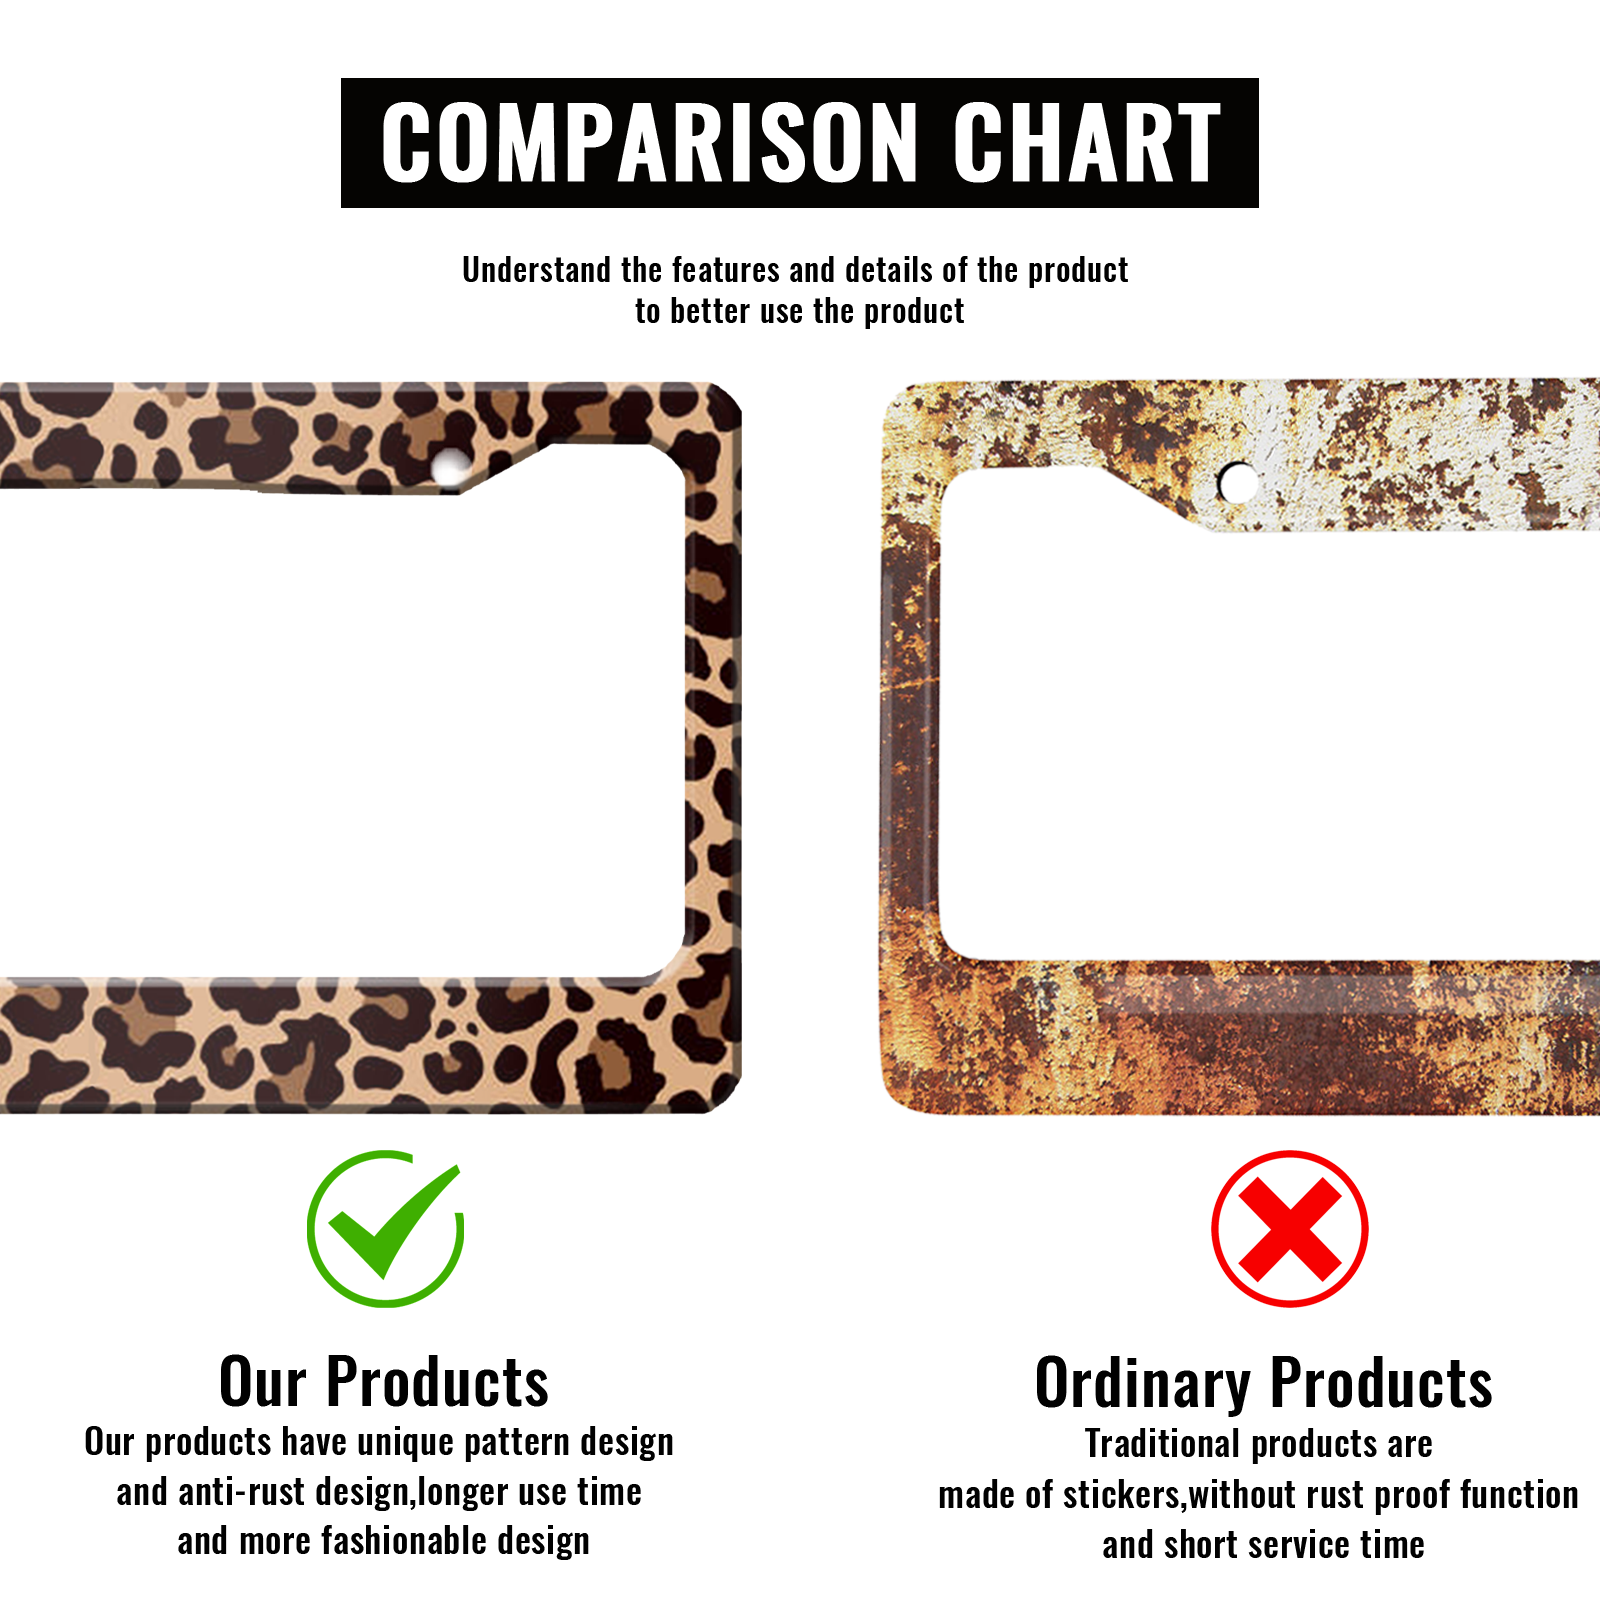 COMPARISON CHART
Understand the features and details of the product
to better use the product
Our Products
Our products have unique pattern design
and anti-rust design,longer use time
and more fashionable design
Ordinary Products
Traditional products are
made of stickers,without rust proof function
and short service time